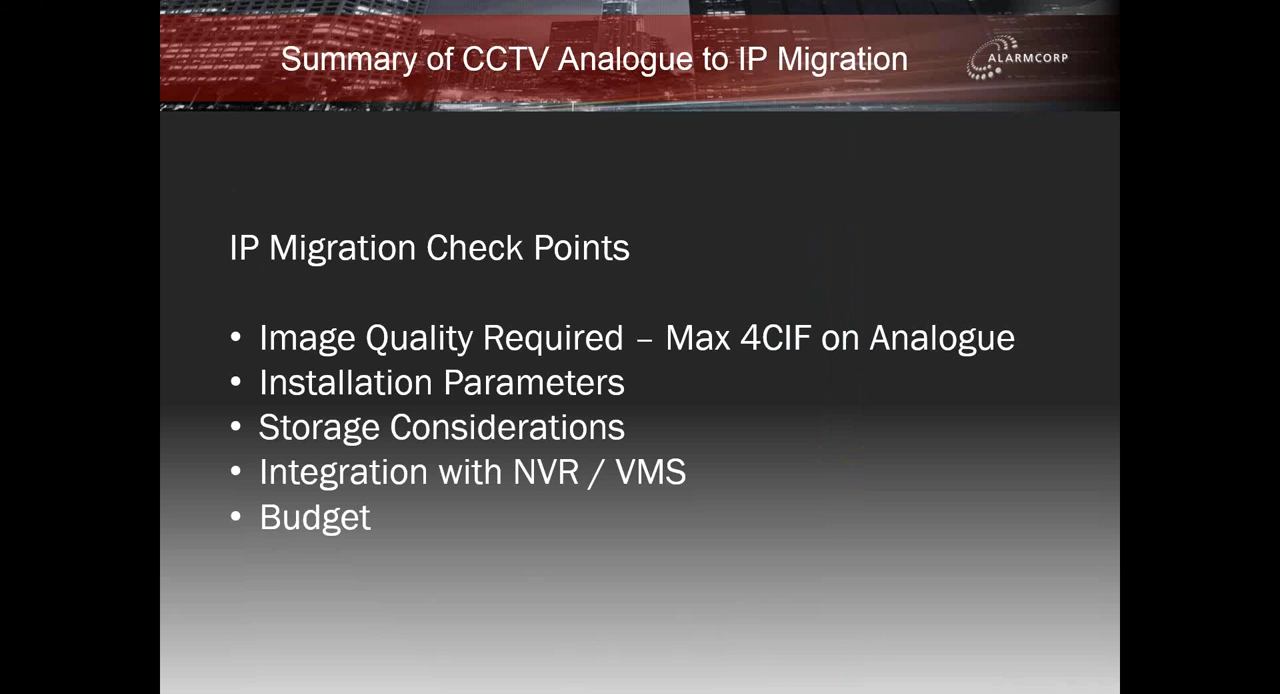 Summary of CCTV Analogue to IP Migration
ALARMCORP
IP Migration Check Points
• Image Quality Required – Max 4CIF on Analogue
• Installation Parameters
• Storage Considerations
• Integration with NVR / VMS
• Budget